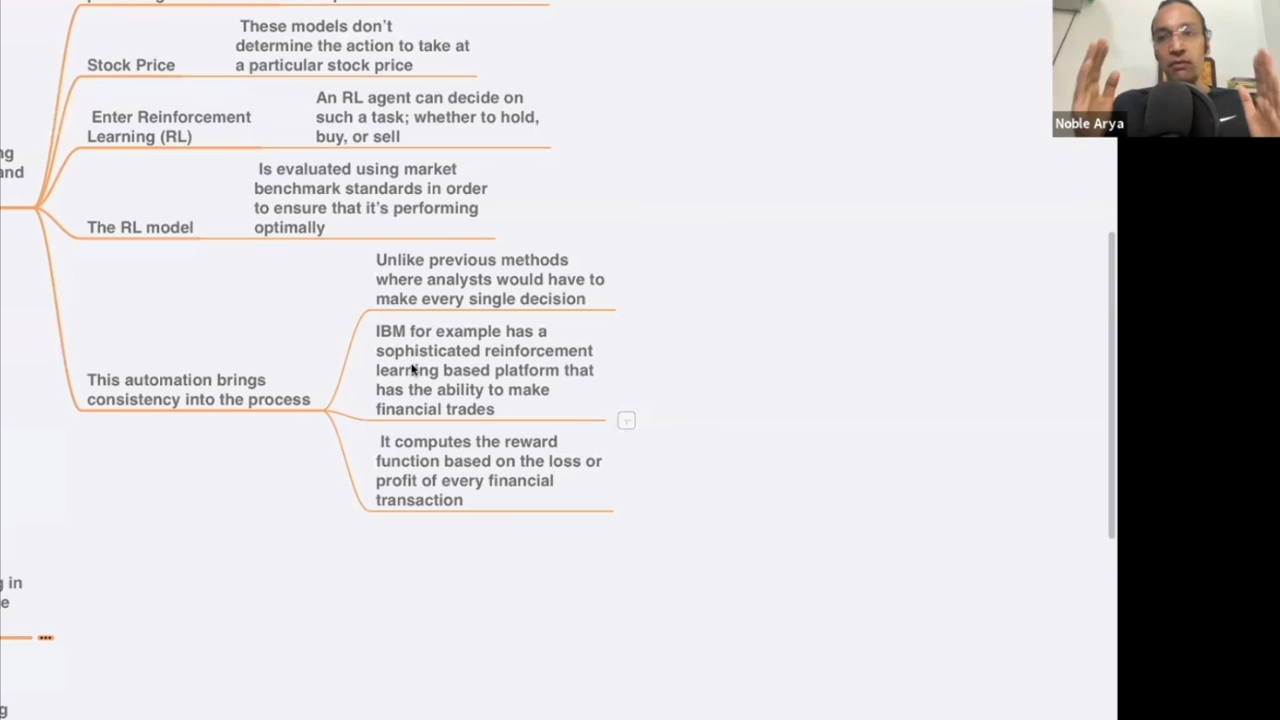 These models don't
determine the action to take at
Stock Price
a particular stock price
An RL agent can decide on
Enter Reinforcement
such a task; whether to hold,
Learning (RL)
buy, or sell
Is evaluated using market
benchmark standards in order
to ensure that it's performing
The RL model
optimally
Unlike previous methods
where analysts would have to
make every single decision
IBM for example has a
sophisticated reinforcement
learning based platform that
has the ability to make
financial trades
This automation brings
consistency into the process
It computes the reward
function based on the loss or
profit of every financial
transaction
Noble Arya